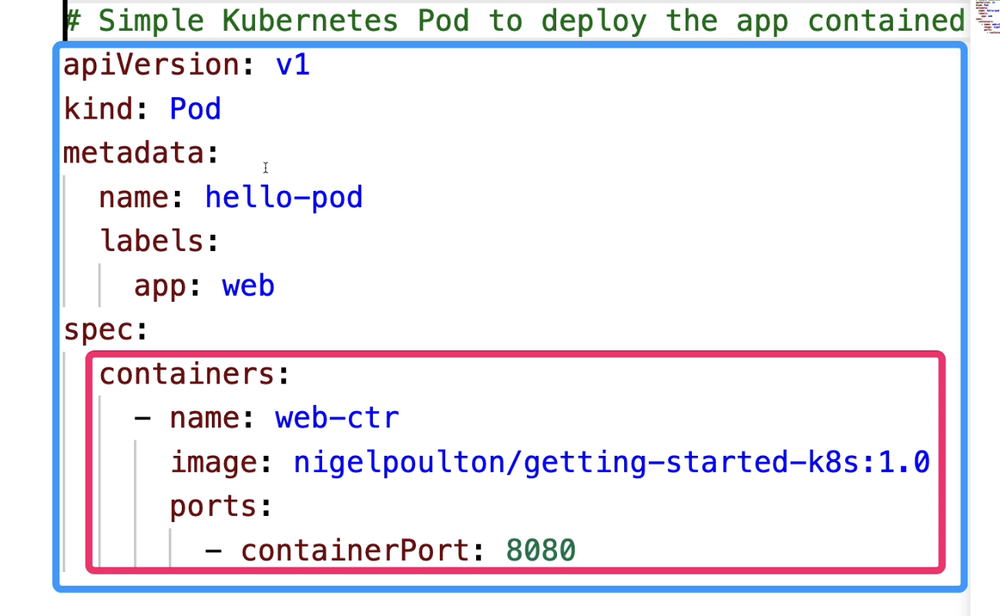 # Simple Kubernetes Pod to deploy the app contained
apiVersion: v1
kind: Pod
metadata:
  name: hello-pod
  labels:
    app: web
spec:
  containers:
    - name: web-ctr
      image: nigelpoulton/getting-started-k8s:1.0
      ports:
        - containerPort: 8080